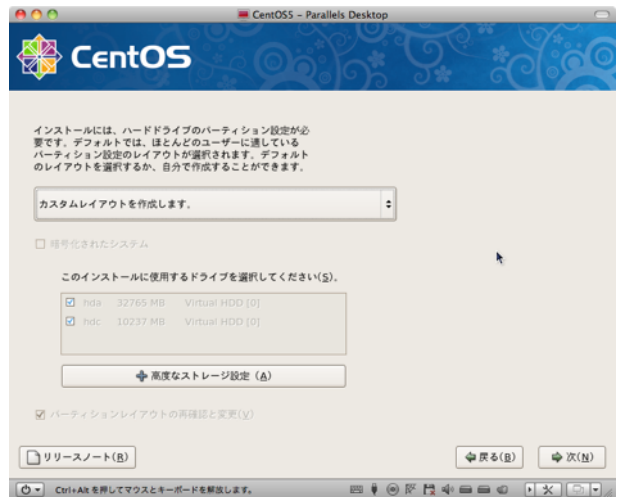 CentOS5 - Parallels Desktop
CentOS
インストールには、ハードドライブのパーティション設定が必
要です. デフォルトでは、ほとんどのユーザーに適している
パーティション設定のレイアウトが選択されます. デフォルト
のレイアウトを選択するか、自分で作成することができます.
カスタムレイアウトを作成します.
暗号化されたシステム
このインストールに使用するドライブを選択してください(S).
hda 32765 MB Virtual HDD [0]
hdc 10237 MB Virtual HDD [0]
高度なストレージ設定 (A)
パーティションレイアウトの再確認と変更(V)
リリースノート(R)
戻る(B)
次(N)
Ctrl+Alt を押してマウスとキーボードを解放します.